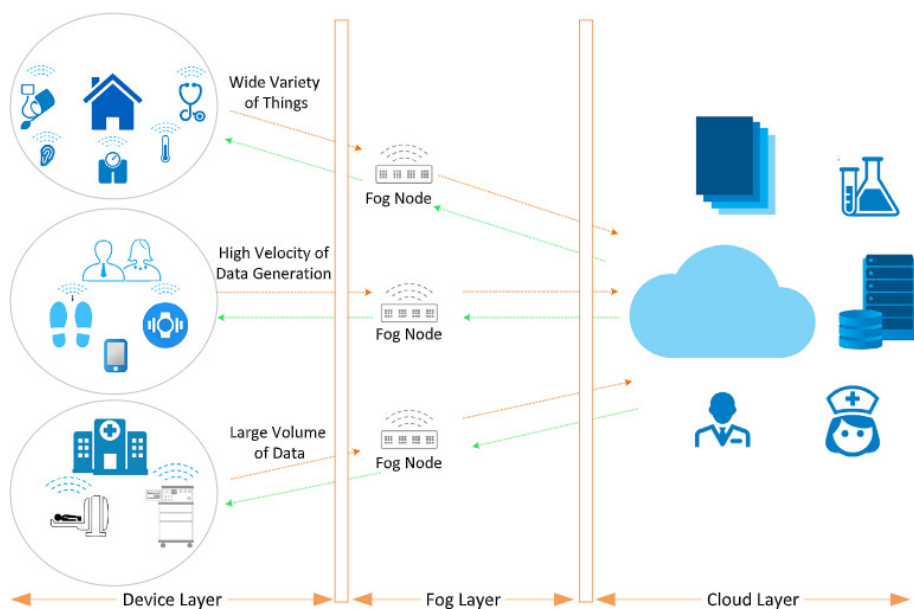 Wide Variety
of Things
Fog Node
High Velocity of
Data Generation
Fog Node
Large Volume
of Data
Fog Node
Device Layer
Fog Layer
Cloud Layer